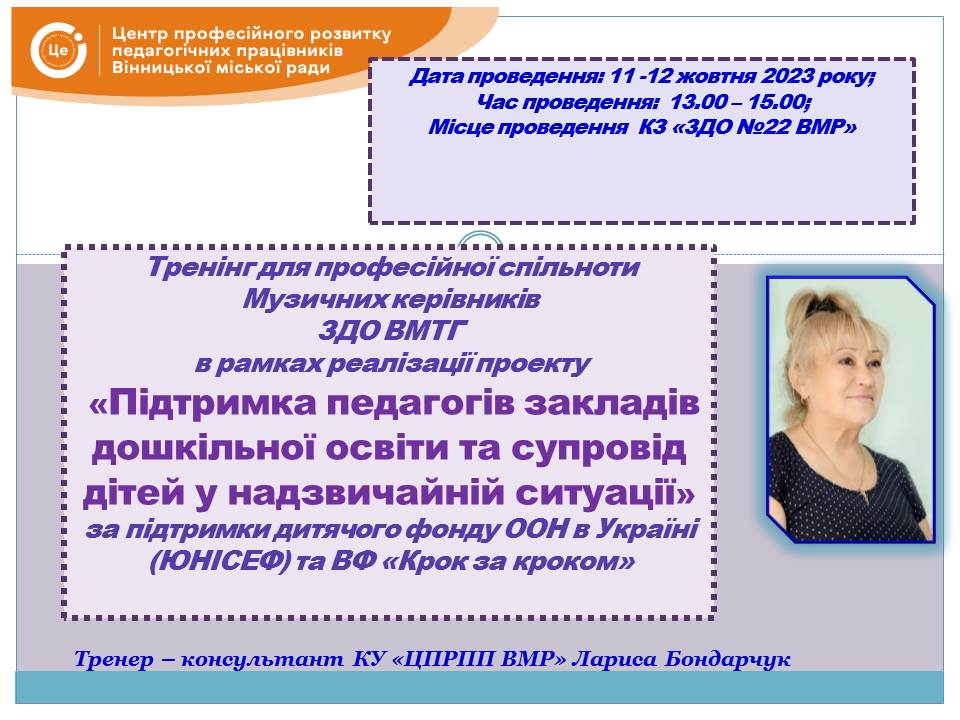 Це
Центр професійного розвитку
педагогічних працівників
Вінницької міської ради
Дата проведення: 11 -12 жовтня 2023 року;
Час проведення: 13.00 – 15.00;
Місце проведення КЗ «ЗДО №22 ВМР»
Тренінг для професійної спільноти
Музичних керівників
ЗДО ВМТГ
в рамках реалізації проекту
«Підтримка педагогів закладів
дошкільної освіти та супровід
дітей у надзвичайній ситуації»
за підтримки дитячого фонду ООН в Україні
(ЮНІСЕФ) та ВФ «Крок за кроком»
Тренер – консультант КУ «ЦПРПП ВМР» Лариса Бондарчук